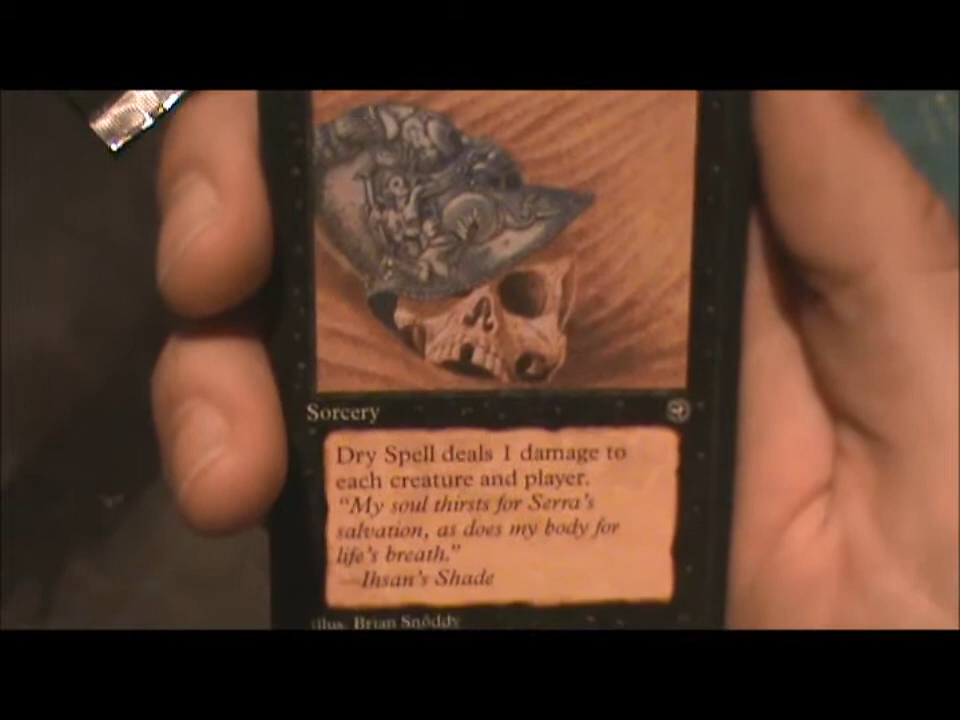 Sorcery
Dry Spell deals 1 damage to
each creature and player.
"My soul thirsts for Serra's
salvation, as does my body for
life's breath."
—Ihsan's Shade
Illus. Brian Snõddy